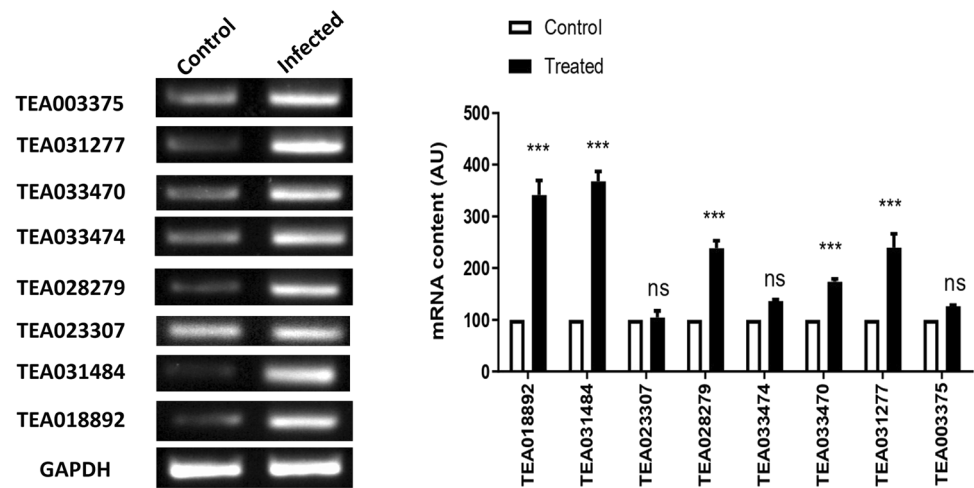 Control Infected
TEA003375
TEA031277
TEA033470
TEA033474
TEA028279
TEA023307
TEA031484
TEA018892
GAPDH
Control
Treated
mRNA content (AU)
500
400
300
200
100
0
***
***
ns
***
ns
***
***
ns
TEA018892
TEA031484
TEA023307
TEA028279
TEA033474
TEA033470
TEA031277
TEA003375